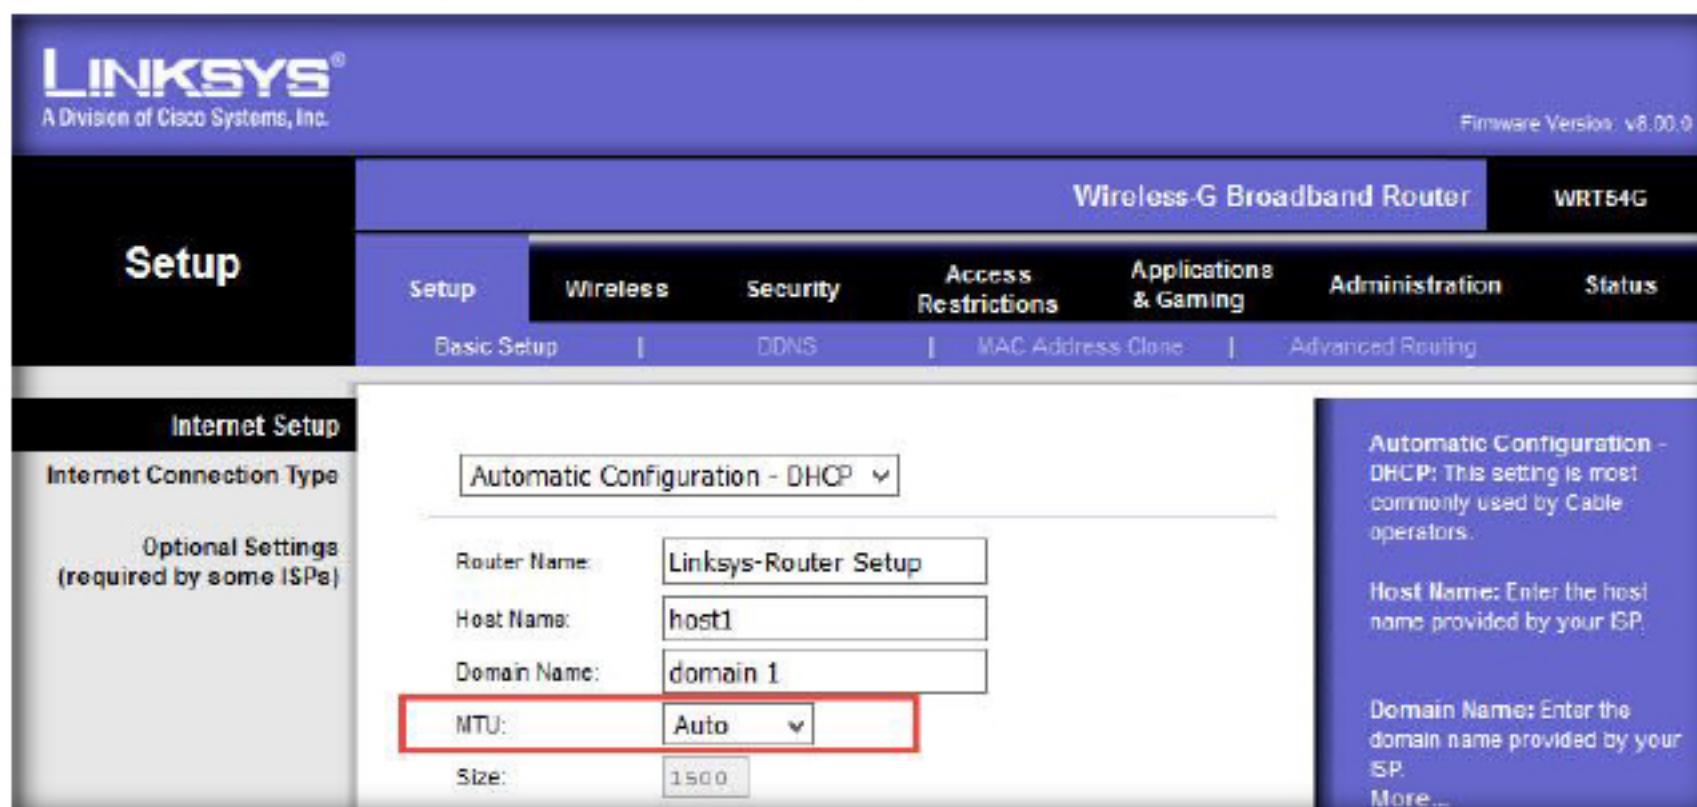 LINKSYS®
A Division of Cisco Systems, Inc.
Firmware Version: v8.00.0
Wireless-G Broadband Router
WRT54G
Setup
Setup
Wireless
Security
Access
Restrictions
Applications
& Gaming
Administration
Status
Basic Setup | DDNS | MAC Address Clone | Advanced Routing
Internet Setup
Internet Connection Type
Automatic Configuration - DHCP
Optional Settings
(required by some ISPs)
Router Name: Linksys-Router Setup
Host Name: host1
Domain Name: domain 1
MTU: Auto
Size: 1500
Automatic Configuration -
DHCP: This setting is most
commonly used by Cable
operators.
Host Name: Enter the host
name provided by your ISP.
Domain Name: Enter the
domain name provided by your
ISP.
More...